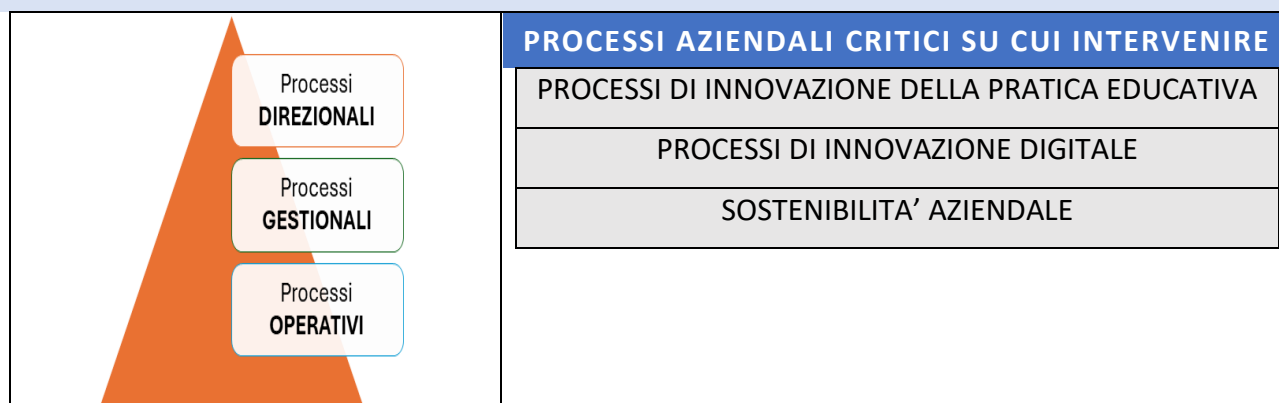 Processi
DIREZIONALI
Processi
GESTIONALI
Processi
OPERATIVI
PROCESSI AZIENDALI CRITICI SU CUI INTERVENIRE
PROCESSI DI INNOVAZIONE DELLA PRATICA EDUCATIVA
PROCESSI DI INNOVAZIONE DIGITALE
SOSTENIBILITA’ AZIENDALE